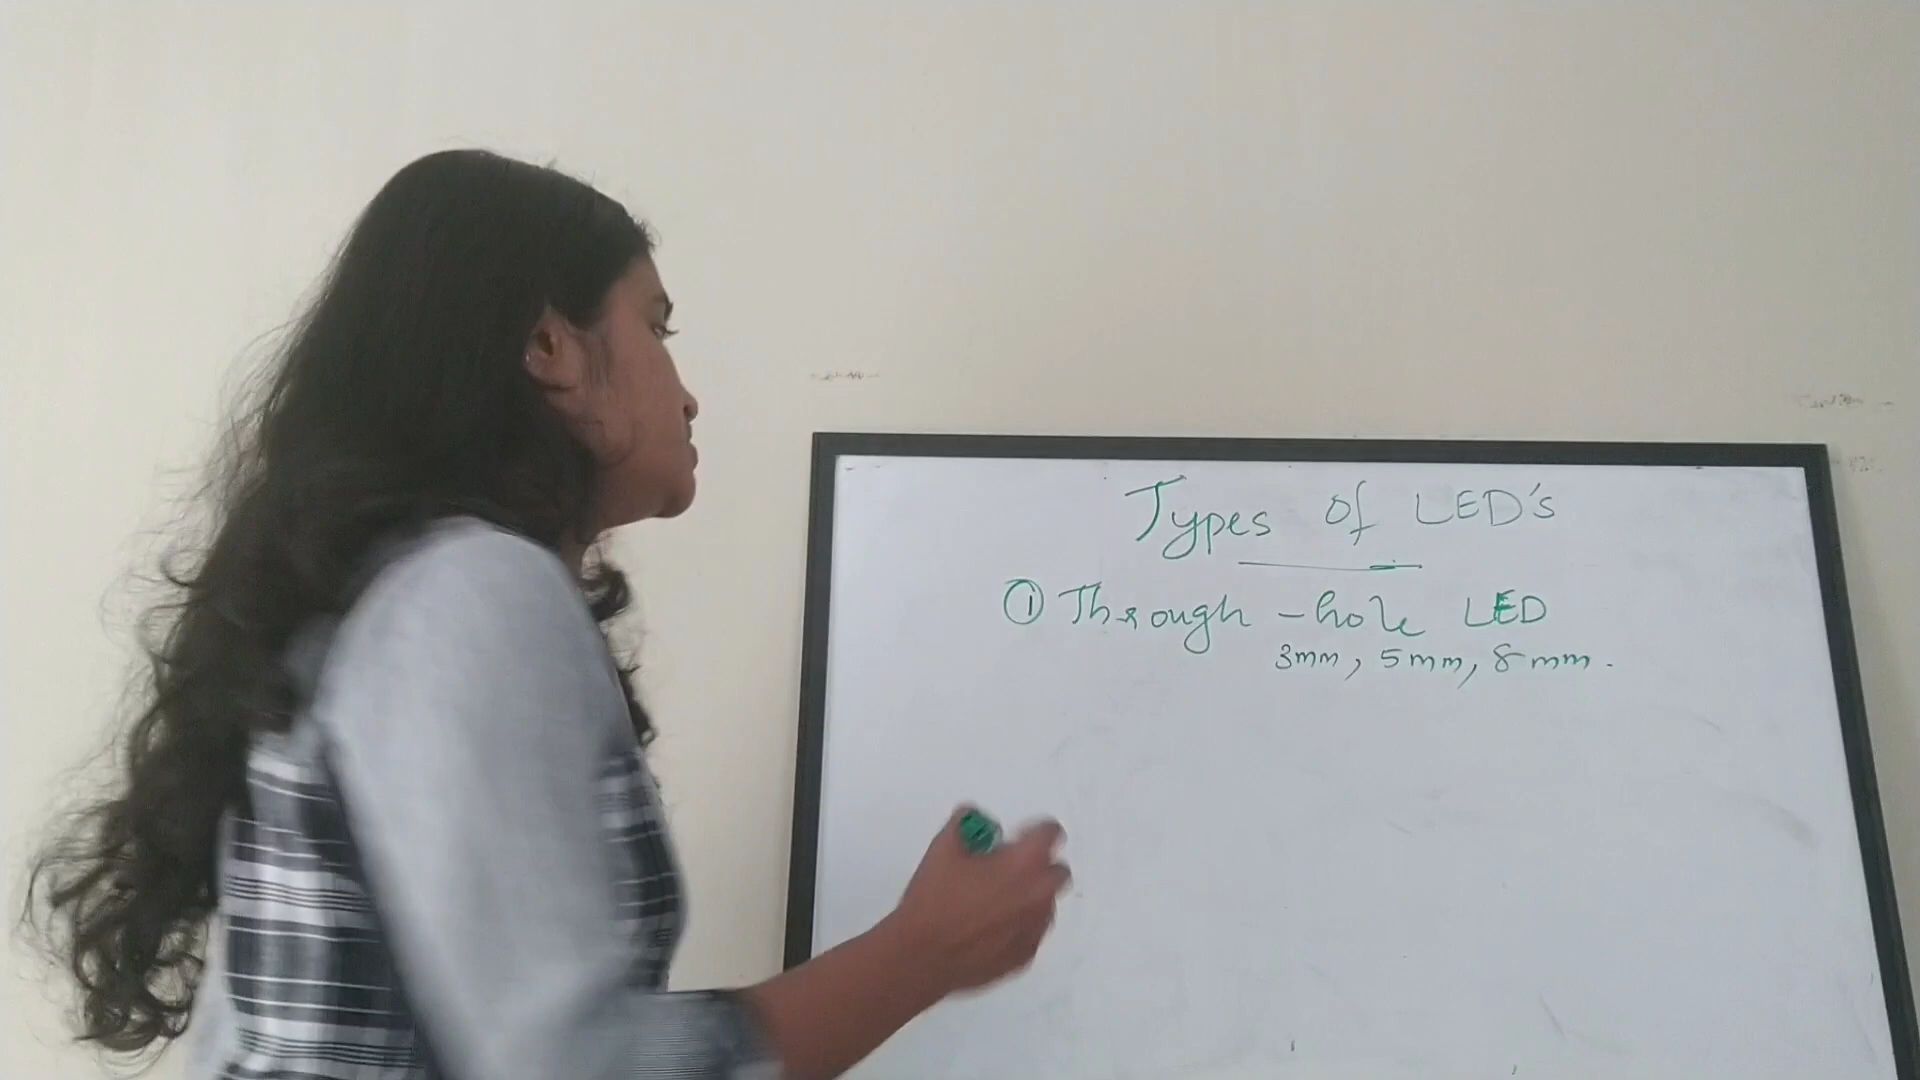 Types of LED's
① Through-hole LED
3mm, 5mm, 8mm.